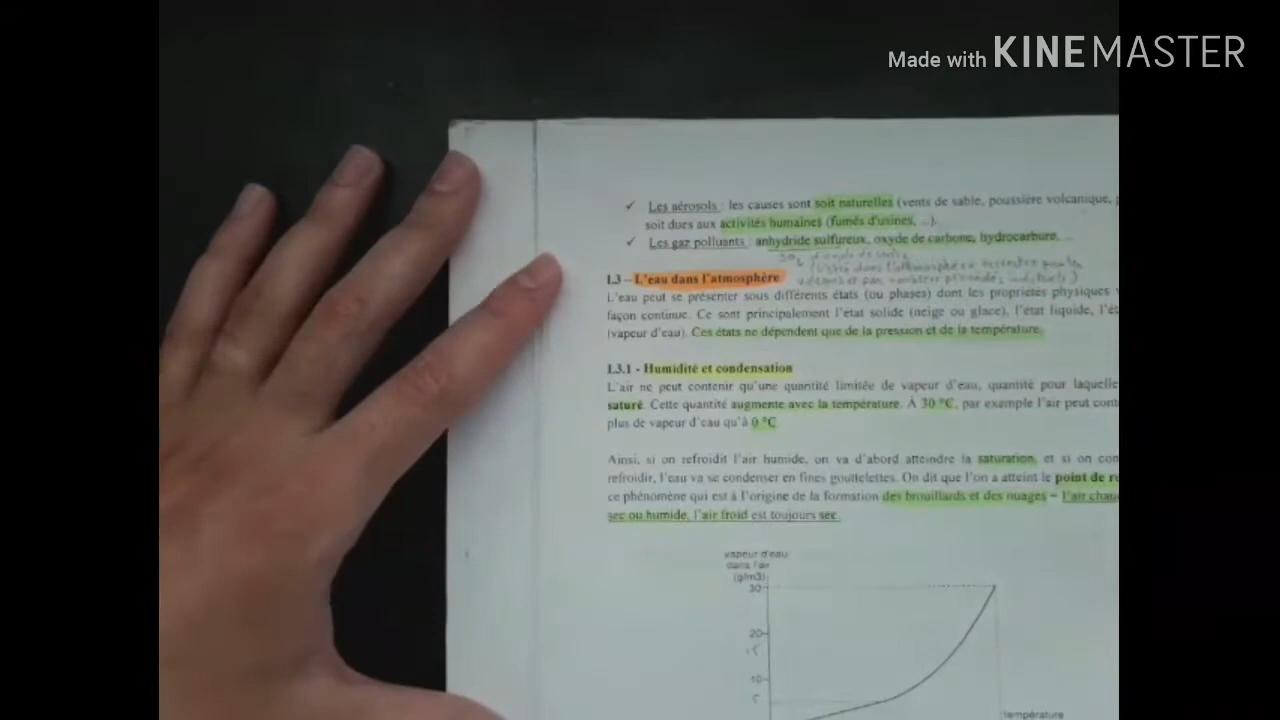 Made with KINEMASTER
✓ Les aérosols : les causes sont soit naturelles (vents de sable, poussière volcanique,
soit dues aux activités humaines (fumés d'usines, ...).
✓ Les gaz polluants : anhydride sulfureux, oxyde de carbone, hydrocarbure, ...
I.3 – L'eau dans l'atmosphère
L'eau peut se présenter sous différents états (ou phases) dont les propriétés physiques
façon continue. Ce sont principalement l'état solide (neige ou glace), l'état liquide, l'ét
(vapeur d'eau). Ces états ne dépendent que de la pression et de la température.
I.3.1 - Humidité et condensation
L'air ne peut contenir qu'une quantité limitée de vapeur d'eau, quantité pour laquelle
saturé. Cette quantité augmente avec la température. À 30 °C, par exemple l'air peut cont
plus de vapeur d'eau qu'à 0 °C
Ainsi, si on refroidit l'air humide, on va d'abord atteindre la saturation, et si on con
refroidir, l'eau va se condenser en fines gouttelettes. On dit que l'on a atteint le point de
ce phénomène qui est à l'origine de la formation des brouillards et des nuages – l'air chau
sec ou humide, l'air froid est toujours sec.
vapeur d'eau
dans l'air
(g/m3)
30
20
15
10
5
température